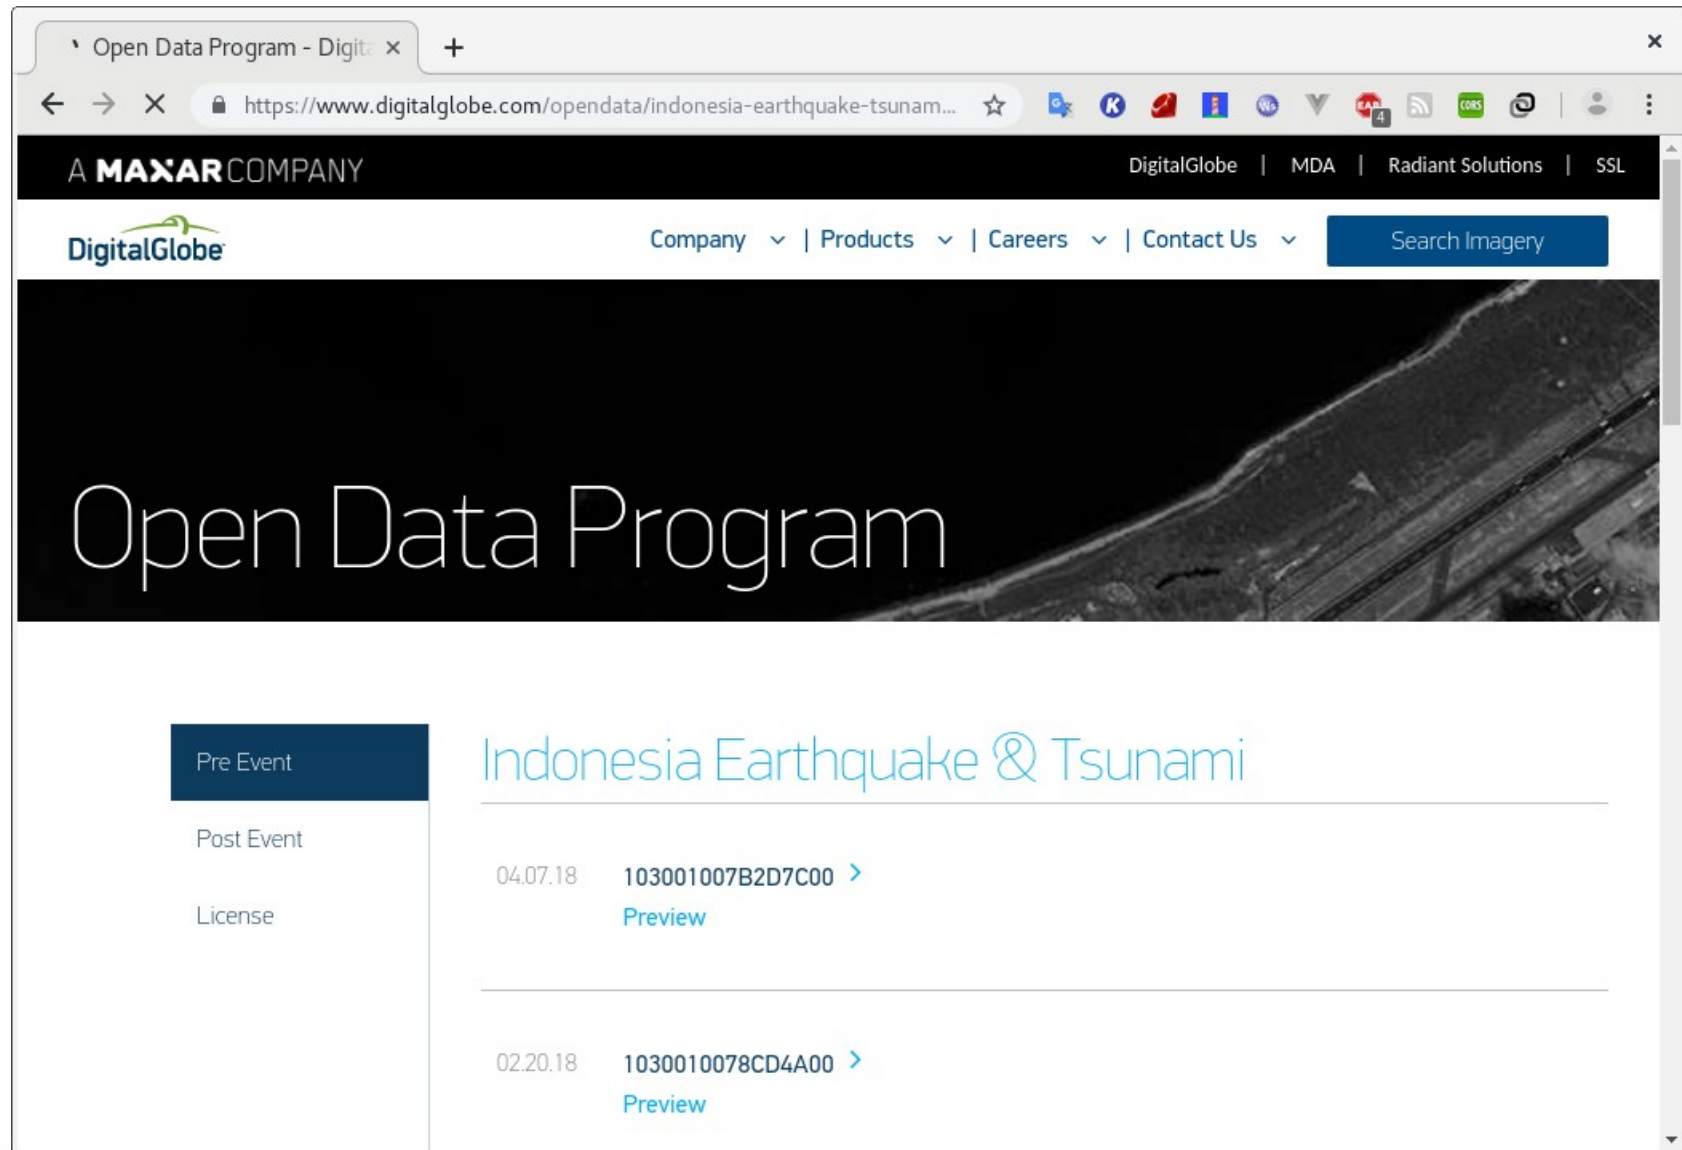 Open Data Program - Digit
https://www.digitalglobe.com/opendata/indonesia-earthquake-tsunam...
4
A MAXAR COMPANY
DigitalGlobe | MDA | Radiant Solutions | SSL
DigitalGlobe
Company | Products | Careers | Contact Us
Search Imagery
Open Data Program
Pre Event
Post Event
License
Indonesia Earthquake & Tsunami
04.07.18 103001007B2D7C00
Preview
02.20.18 1030010078CD4A00
Preview